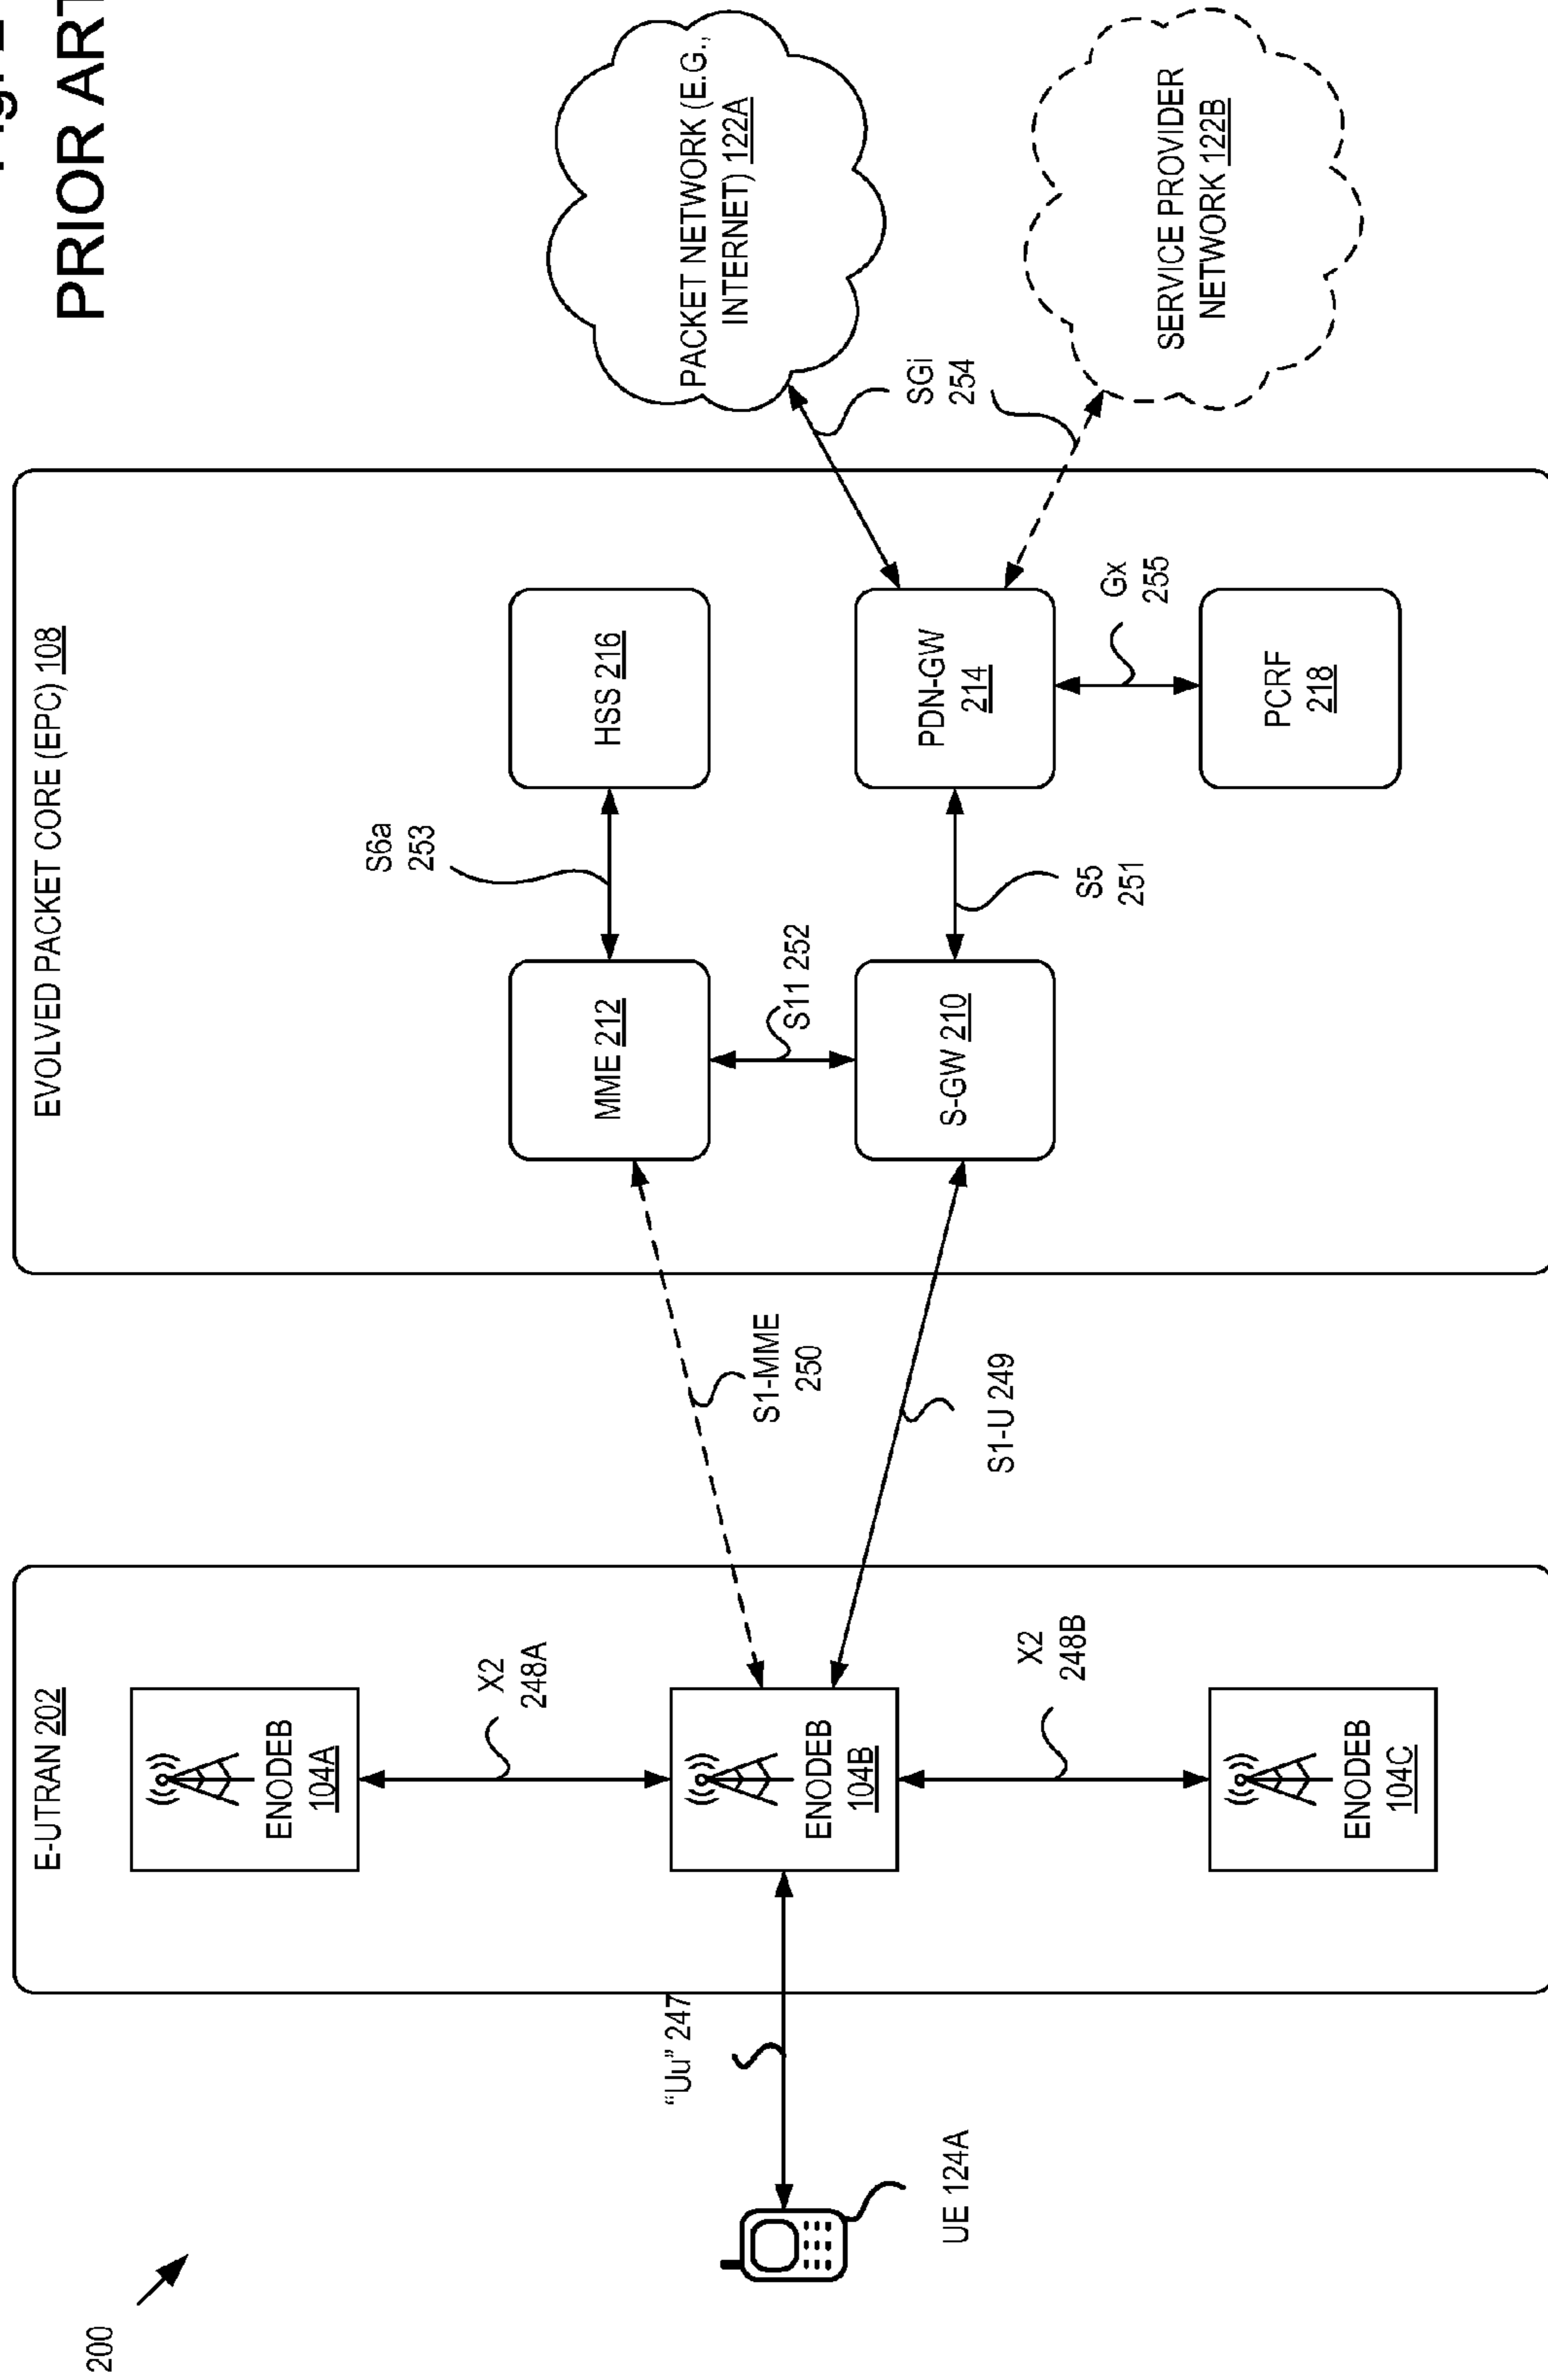 PRIOR ART
200
UE 124A
"Uu" 247
E-UTRAN 202
ENODEB
104A
X2
248A
ENODEB
104B
X2
248B
ENODEB
104C
S1-MME
250
S1-U 249
EVOLVED PACKET CORE (EPC) 108
MME 212
S11 252
S-GW 210
S6a
253
S5
251
HSS 216
PDN-GW
214
Gx
255
PCRF
218
SGi
254
PACKET NETWORK (E.G.,
INTERNET) 122A
SERVICE PROVIDER
NETWORK 122B